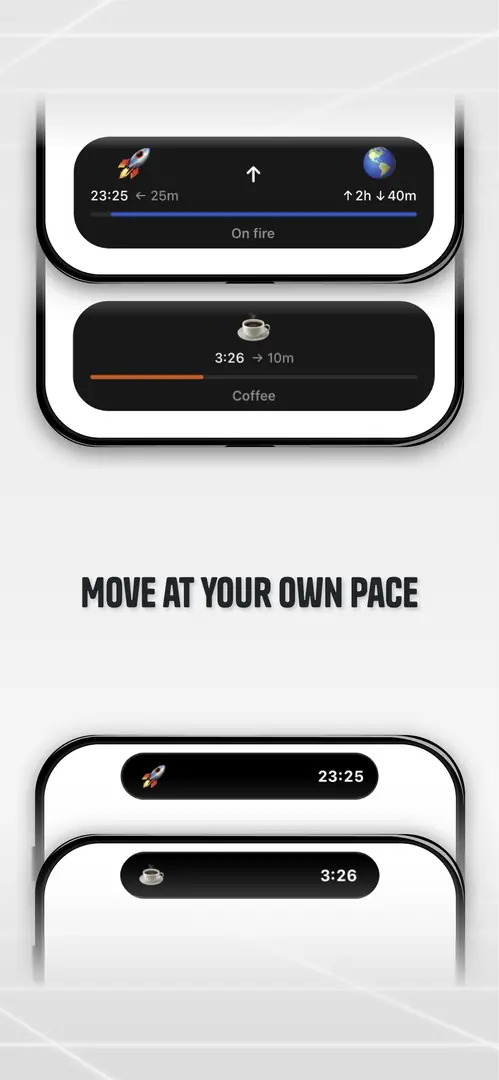 23:25 ← 25m ↑2h ↓40m
On fire
3:26 → 10m
Coffee
MOVE AT YOUR OWN PACE
23:25
3:26